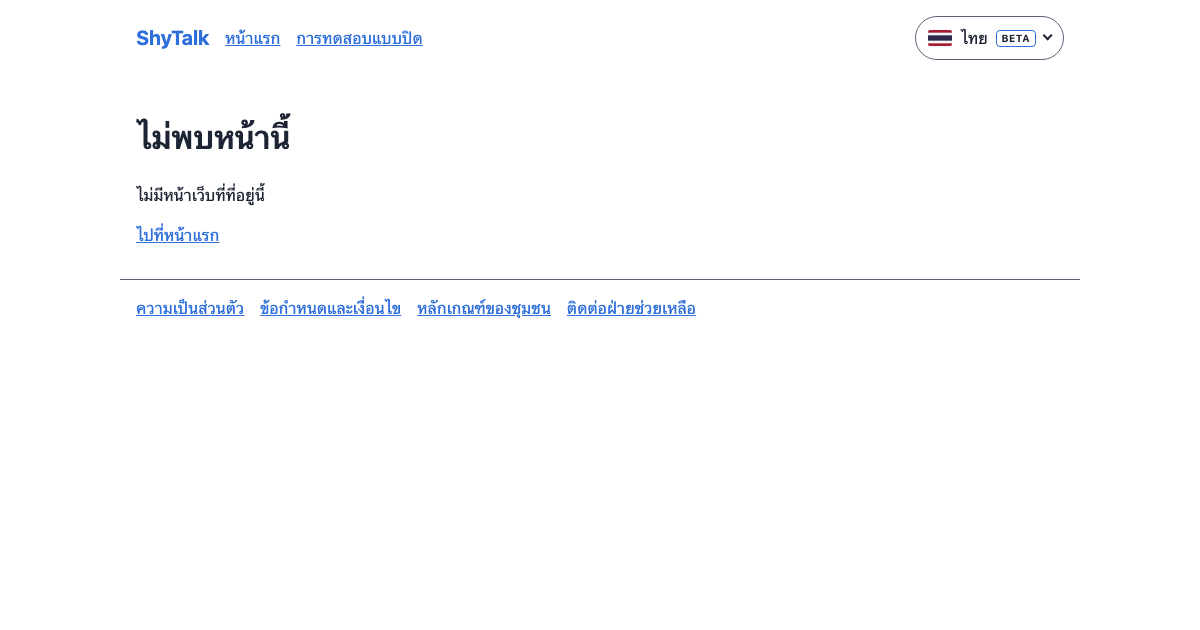 ShyTalk หน้าแรก การทดสอบแบบปิด ไทย BETA
ไม่พบหน้านี้
ไม่มีหน้าเว็บที่ที่อยู่นี้
ไปที่หน้าแรก
ความเป็นส่วนตัว ข้อกำหนดและเงื่อนไข หลักเกณฑ์ของชุมชน ติดต่อฝ่ายช่วยเหลือ